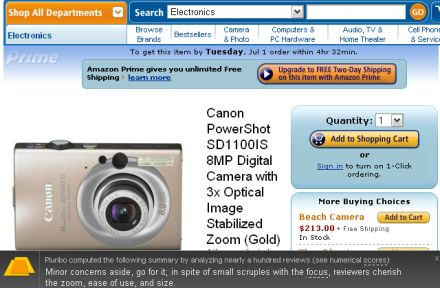 Shop All Departments
Search Electronics GO
Electronics
Browse Brands
Bestsellers
Camera & Photo
Computers & PC Hardware
Audio, TV & Home Theater
Cell Phon
& Servic
Prime
To get this item by Tuesday, Jul 1 order within 4hr 32min.
Amazon Prime gives you unlimited Free
Shipping learn more
Upgrade to FREE Two-Day Shipping
on this item with Amazon Prime
Canon
PowerShot
SD1100IS
8MP Digital
Camera with
3x Optical
Image
Stabilized
Zoom (Gold)
Canon
Quantity: 1
Add to Shopping Cart
or
Sign in to turn on 1-Click
ordering.
More Buying Choices
Beach Camera Add to Cart
$213.00 + Free Shipping
In Stock
Pluribo computed the following summary by analyzing nearly a hundred reviews (see numerical scores)
Minor concerns aside, go for it; in spite of small scruples with the focus, reviewers cherish
the zoom, ease of use, and size.
x